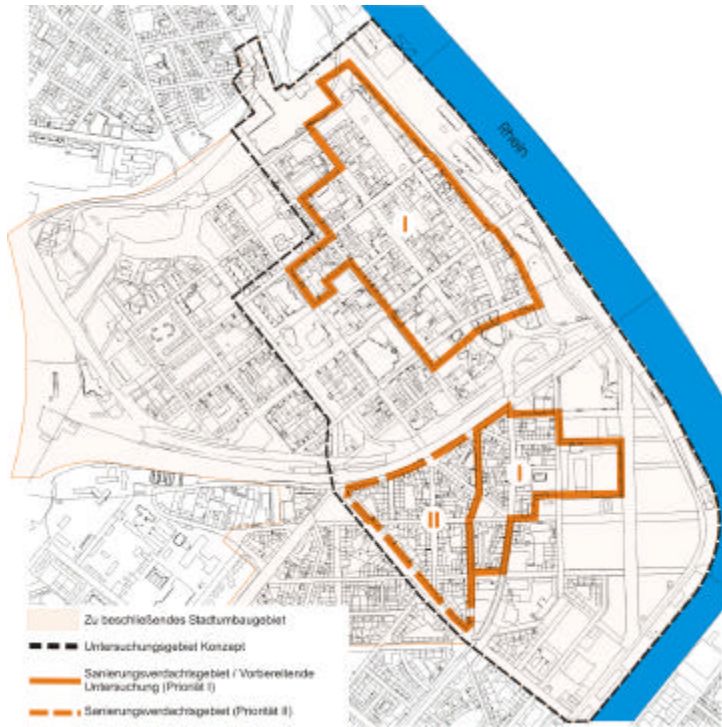 Rhein
I
I
II
Zu beschließendes Stadtumbaugebiet
Untersuchungsgebiet Konzept
Sanierungsverdachtsgebiet / Vorbereitende
Untersuchung (Priorität I)
Sanierungsverdachtsgebiet (Priorität II)